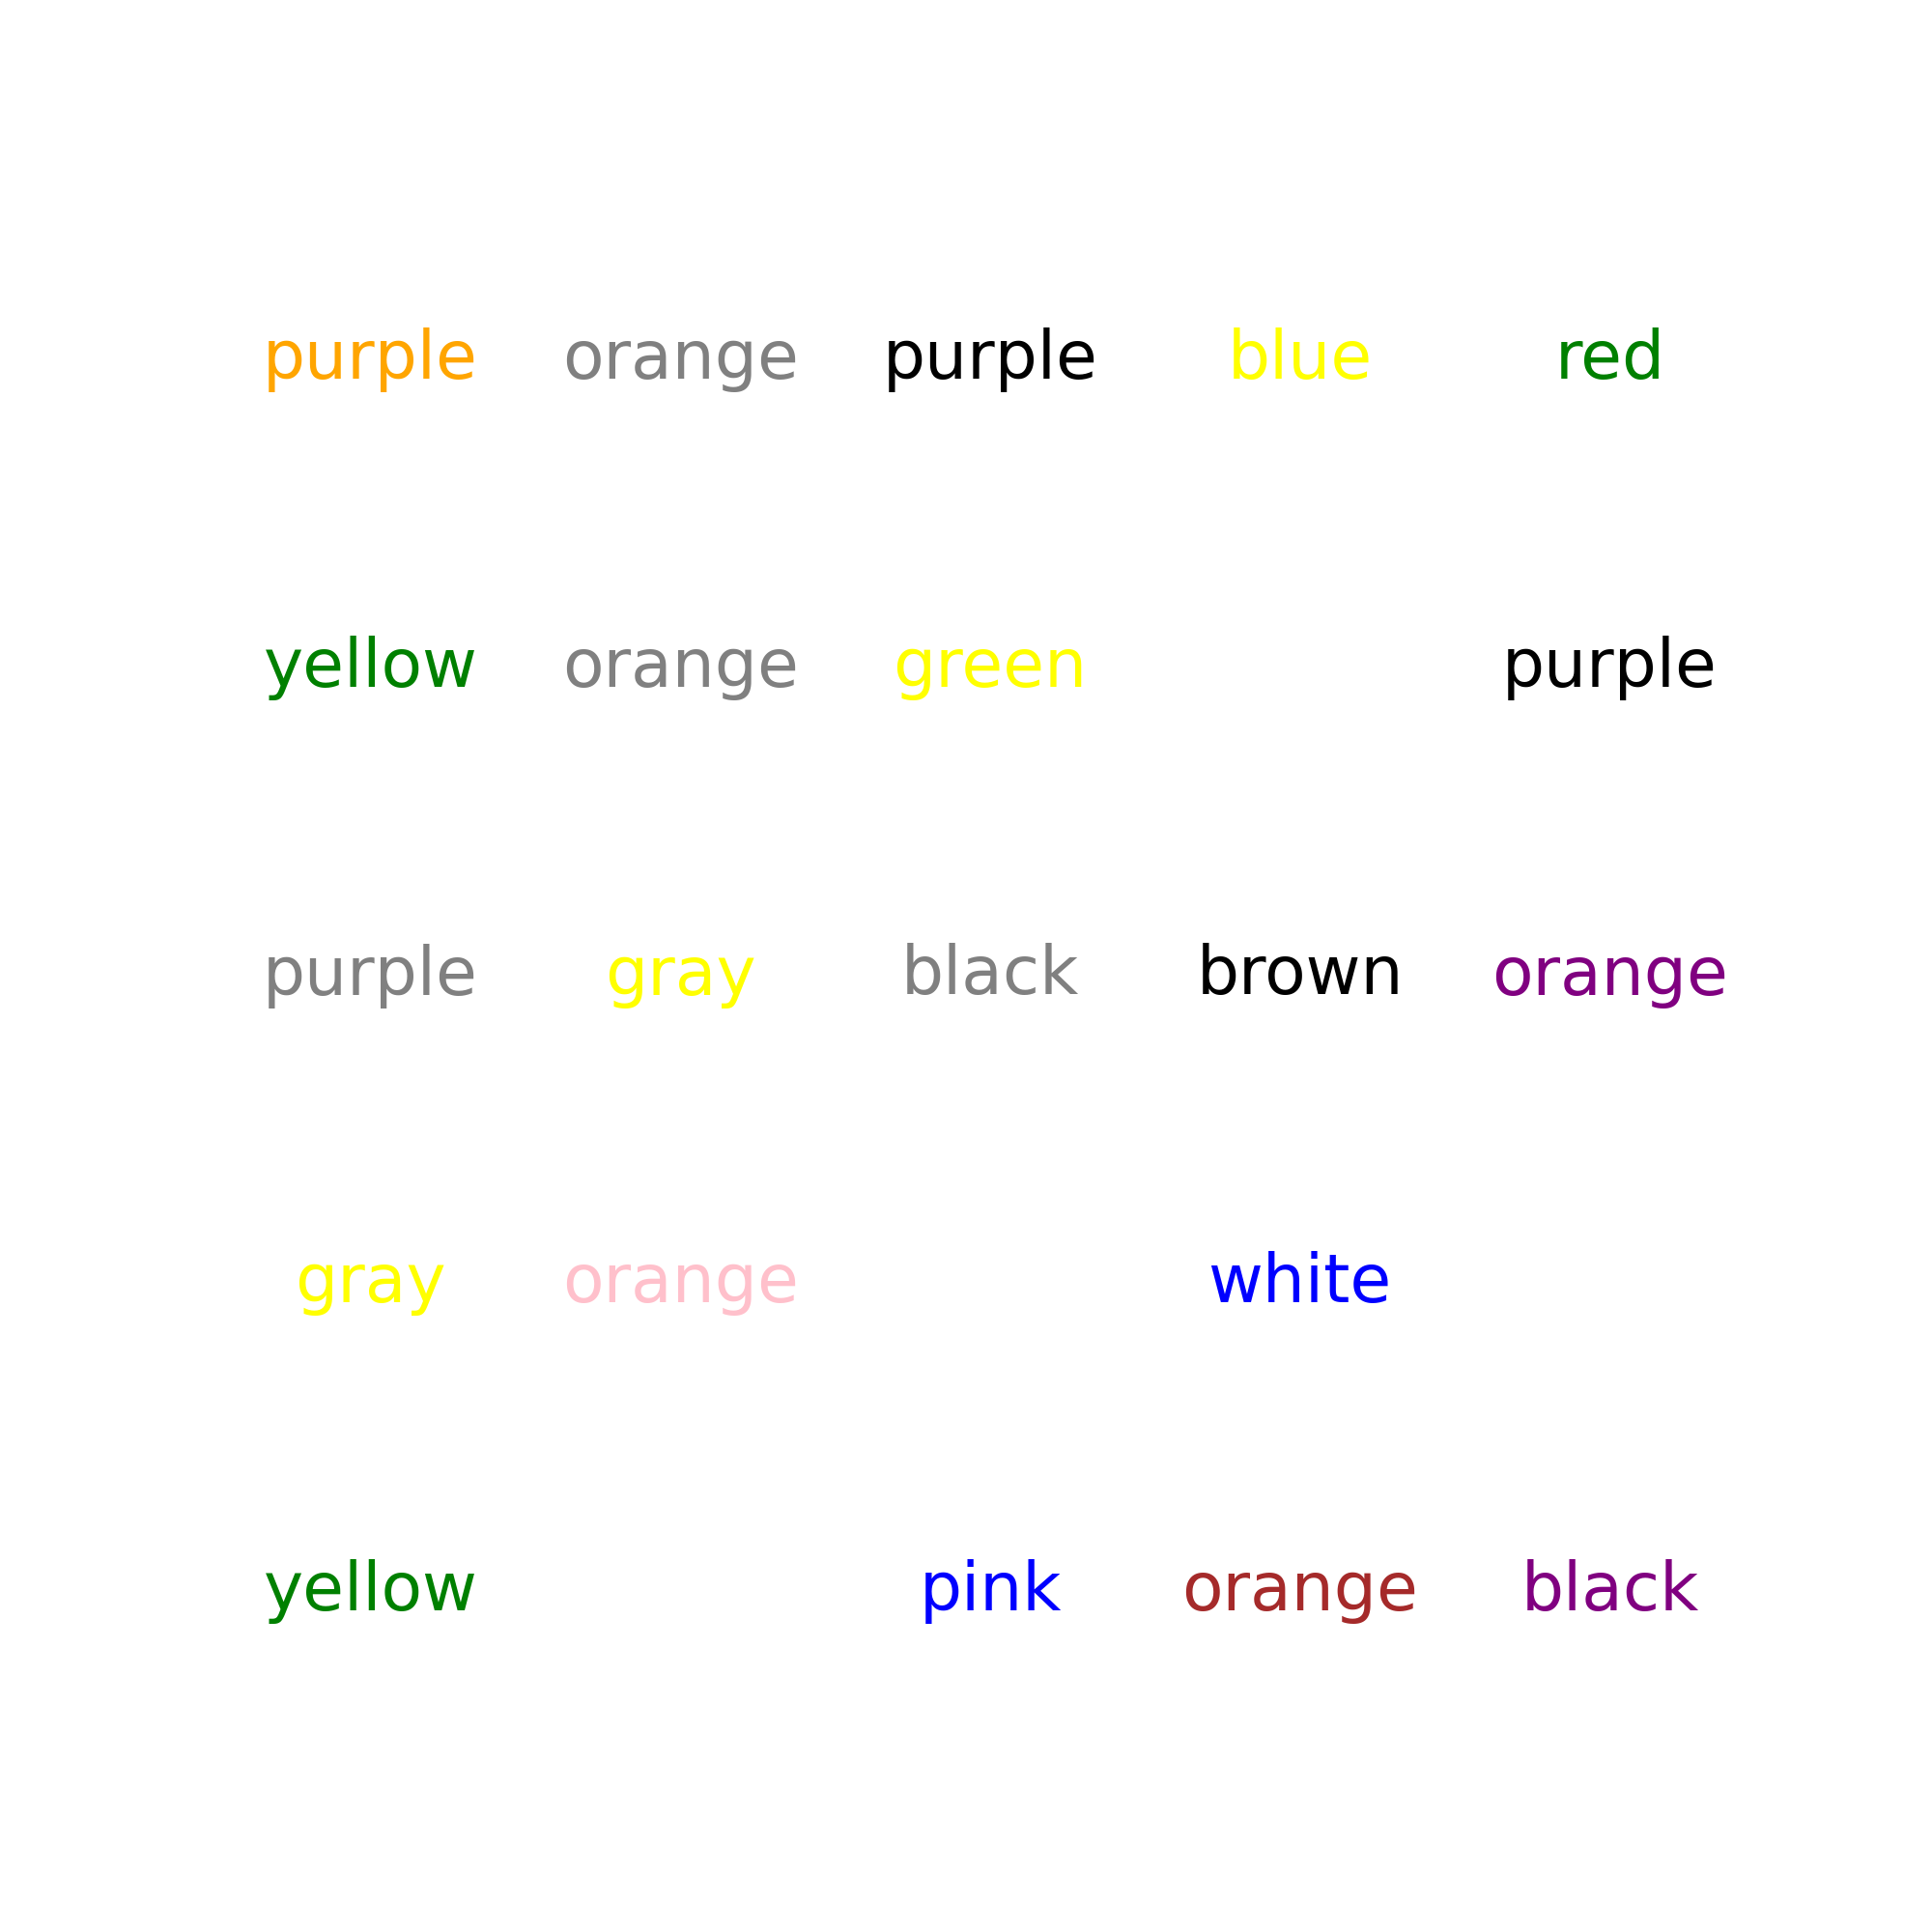 purple orange purple blue red
yellow orange green purple
purple gray black brown orange
gray orange white
yellow pink orange black